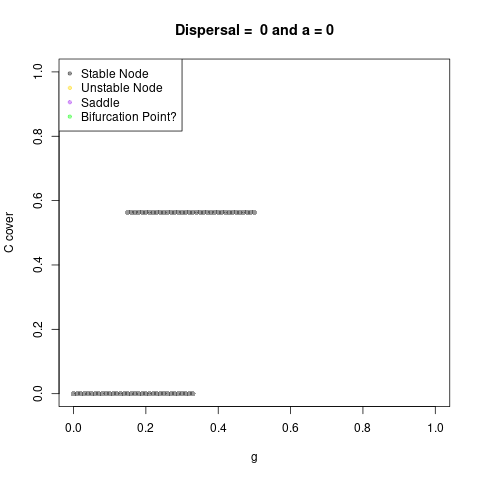 Dispersal =  0 and a = 0
Stable Node
Unstable Node
Saddle
Bifurcation Point?
C cover
1.0
0.8
0.6
0.4
0.2
0.0
0.0 0.2 0.4 0.6 0.8 1.0
g